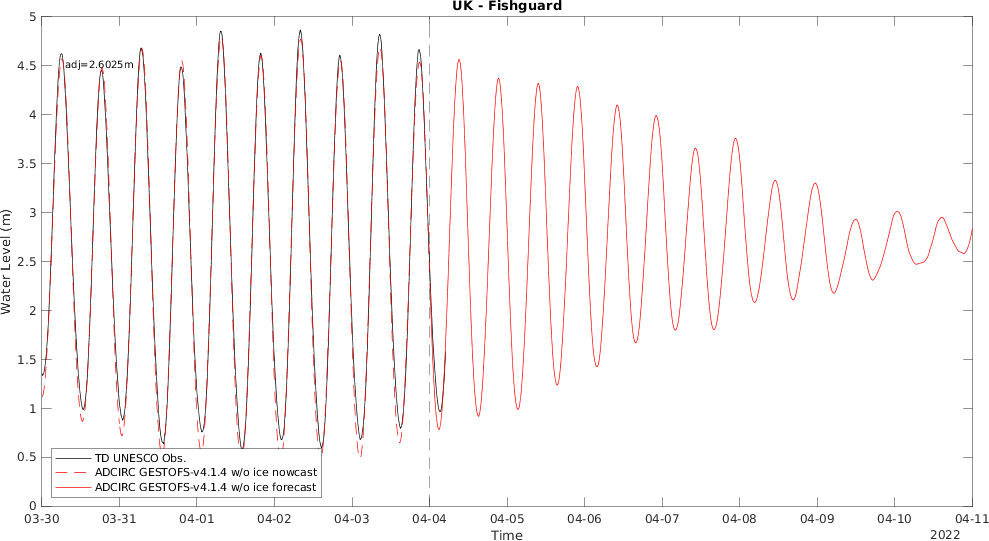 UK - Fishguard
5
4.5
4
3.5
3
2.5
2
1.5
1
0.5
0
Water Level (m)
adj=2.6025m
TD UNESCO Obs.
ADCIRC GESTOFS-v4.1.4 w/o ice nowcast
ADCIRC GESTOFS-v4.1.4 w/o ice forecast
03-30 03-31 04-01 04-02 04-03 04-04 04-05 04-06 04-07 04-08 04-09 04-10 04-11
Time
2022